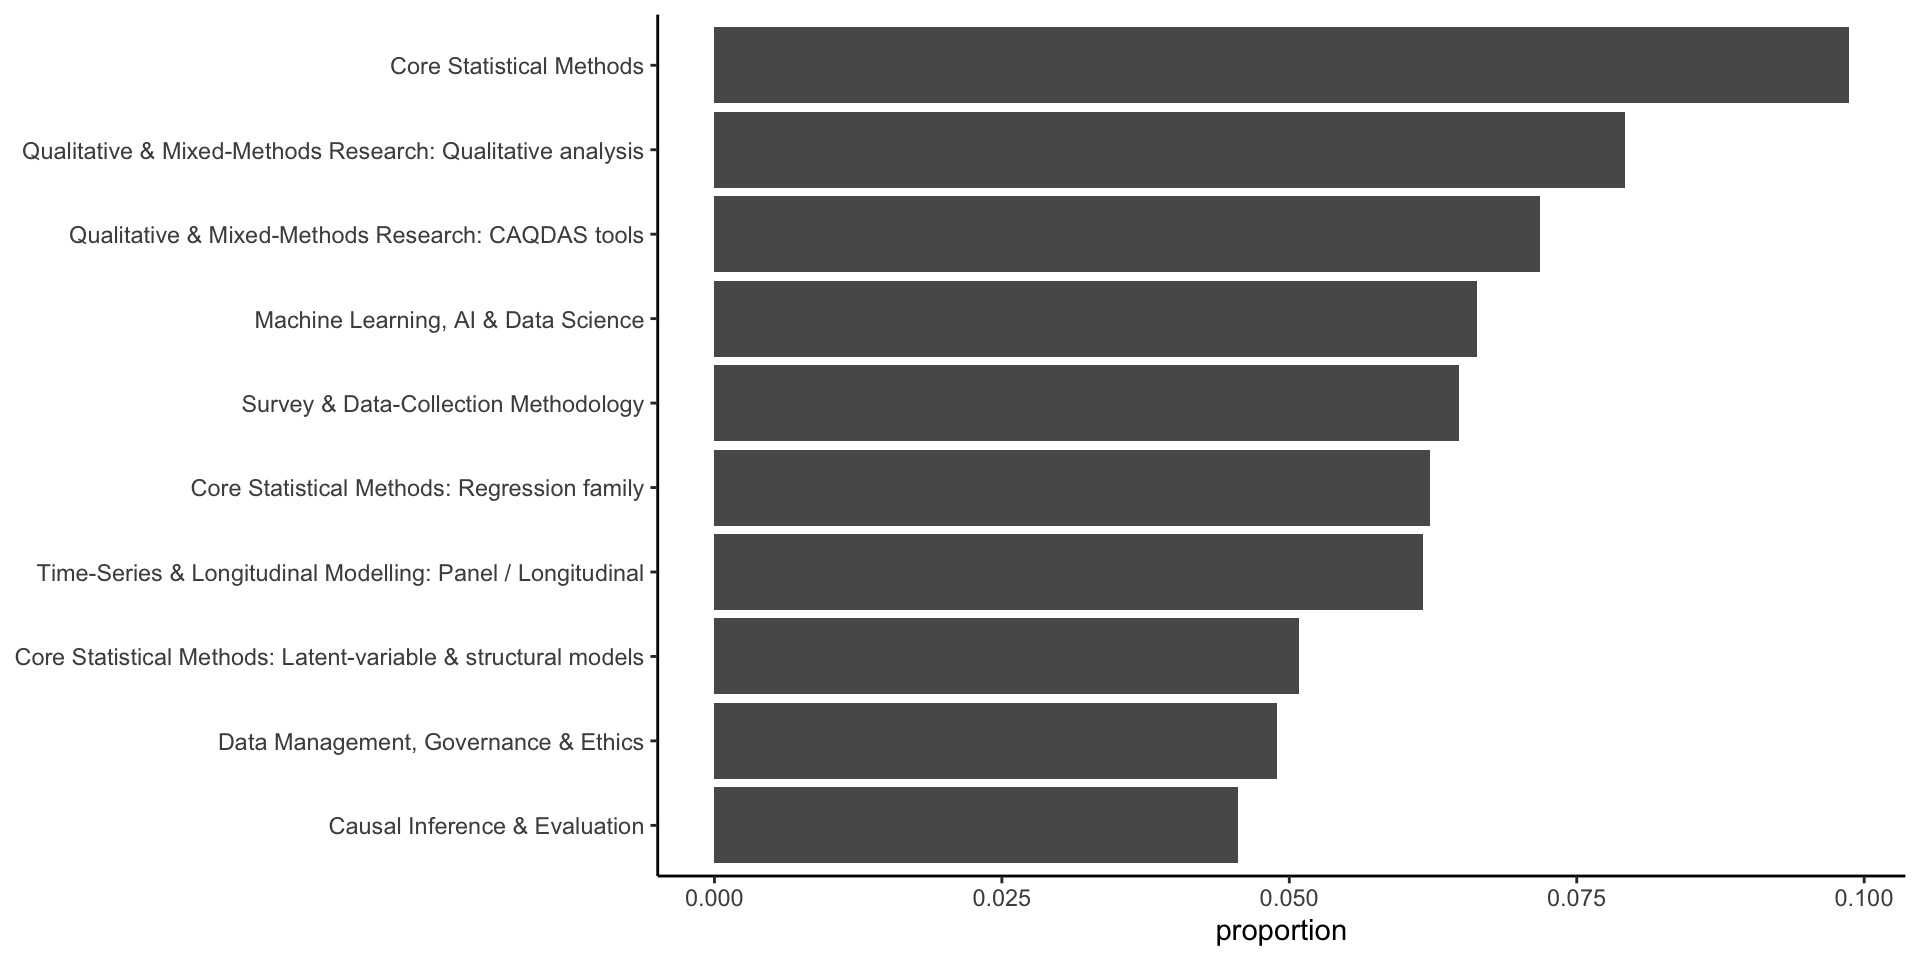 Core Statistical Methods
Qualitative & Mixed-Methods Research: Qualitative analysis
Qualitative & Mixed-Methods Research: CAQDAS tools
Machine Learning, AI & Data Science
Survey & Data-Collection Methodology
Core Statistical Methods: Regression family
Time-Series & Longitudinal Modelling: Panel / Longitudinal
Core Statistical Methods: Latent-variable & structural models
Data Management, Governance & Ethics
Causal Inference & Evaluation
0.000 0.025 0.050 0.075 0.100
proportion